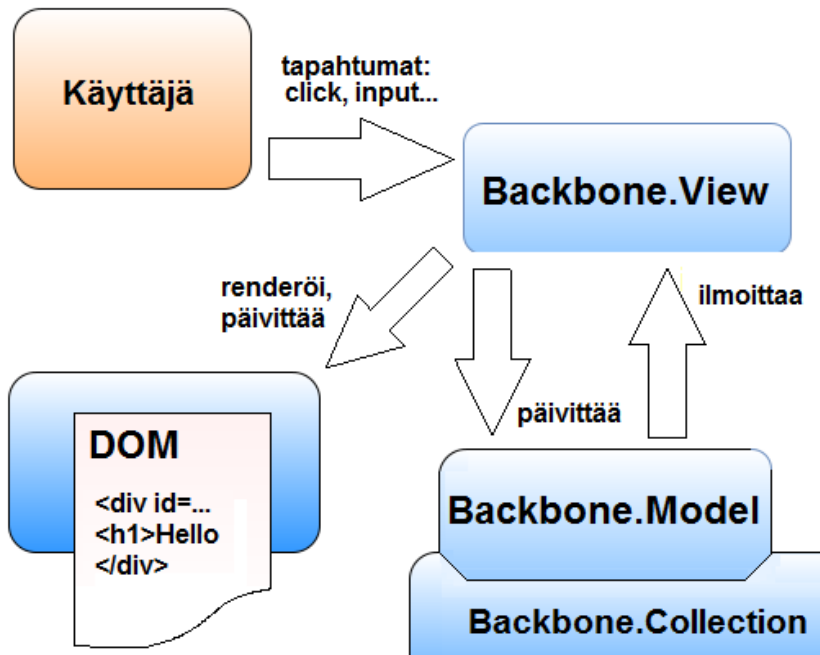 Käyttäjä
tapahtumat:
click, input...
Backbone.View
renderöi,
päivittää
ilmoittaa
päivittää
DOM
<div id=...
<h1>Hello
</div>
Backbone.Model
Backbone.Collection